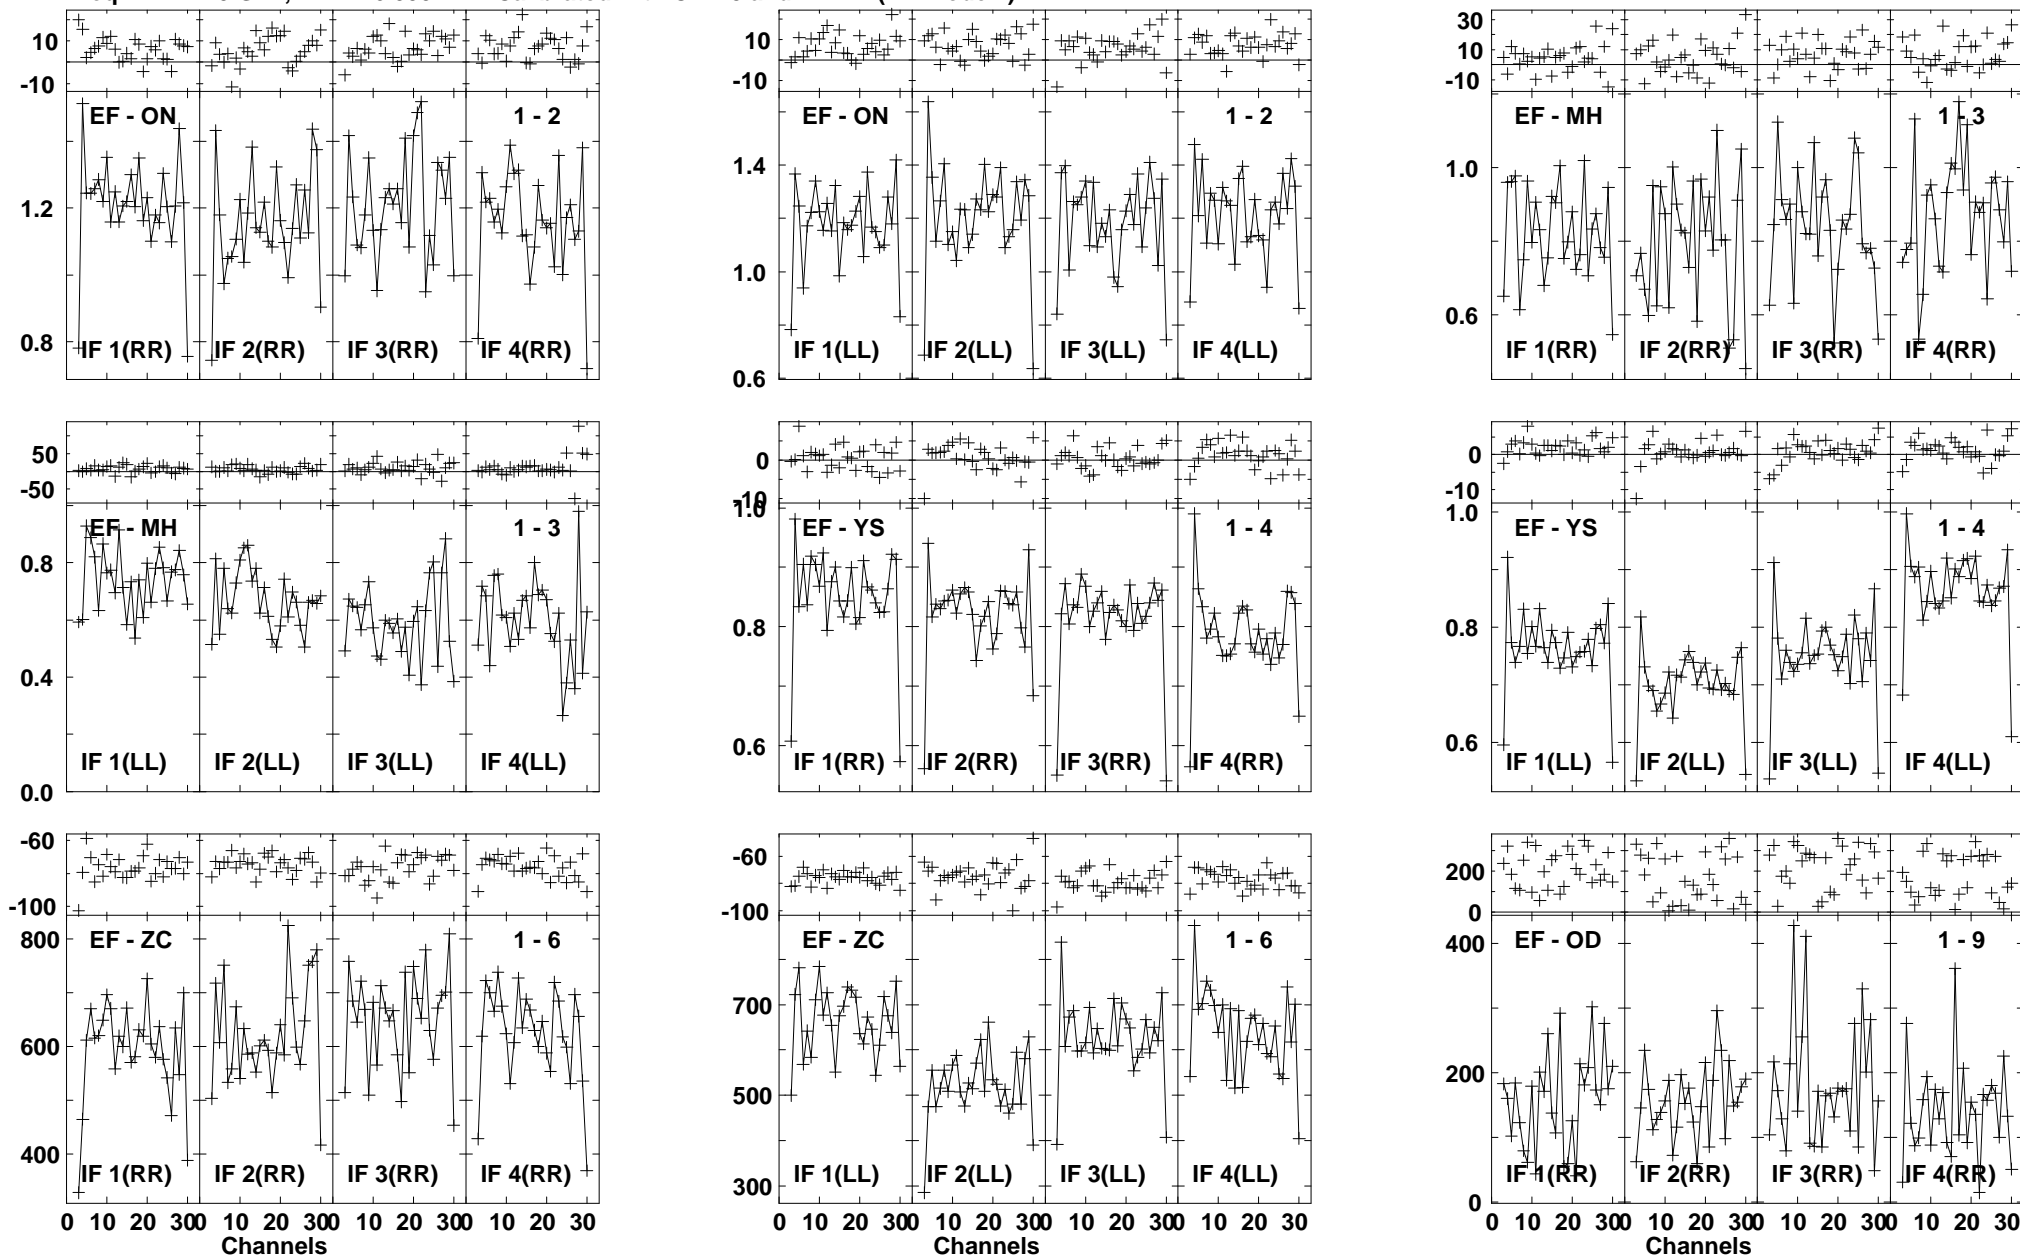 10
-10
10
-10
30
10
-10
EF - ON 1 - 2
EF - ON 1 - 2
EF - MH 1 - 3
1.2
1.0
0.8
1.4
1.0
0.6
1.0
0.6
IF 1(RR) IF 2(RR) IF 3(RR) IF 4(RR)
IF 1(LL) IF 2(LL) IF 3(LL) IF 4(LL)
IF 1(RR) IF 2(RR) IF 3(RR) IF 4(RR)
50
-50
0
-10
0
-10
EF - MH 1 - 3
EF - YS 1 - 4
EF - YS 1 - 4
0.8
0.4
0.0
1.0
0.8
0.6
1.0
0.8
0.6
IF 1(LL) IF 2(LL) IF 3(LL) IF 4(LL)
IF 1(RR) IF 2(RR) IF 3(RR) IF 4(RR)
IF 1(LL) IF 2(LL) IF 3(LL) IF 4(LL)
-60
-100
-60
-100
200
0
EF - ZC 1 - 6
EF - ZC 1 - 6
EF - OD 1 - 9
800
600
400
700
500
300
400
200
0
IF 1(RR) IF 2(RR) IF 3(RR) IF 4(RR)
IF 1(LL) IF 2(LL) IF 3(LL) IF 4(LL)
IF 1(RR) IF 2(RR) IF 3(RR) IF 4(RR)
0 10 20 30 0 10 20 30 0 10 20 30 0 10 20 30
0 10 20 30 0 10 20 30 0 10 20 30 0 10 20 30
0 10 20 30 0 10 20 30 0 10 20 30 0 10 20 30
Channels
Channels